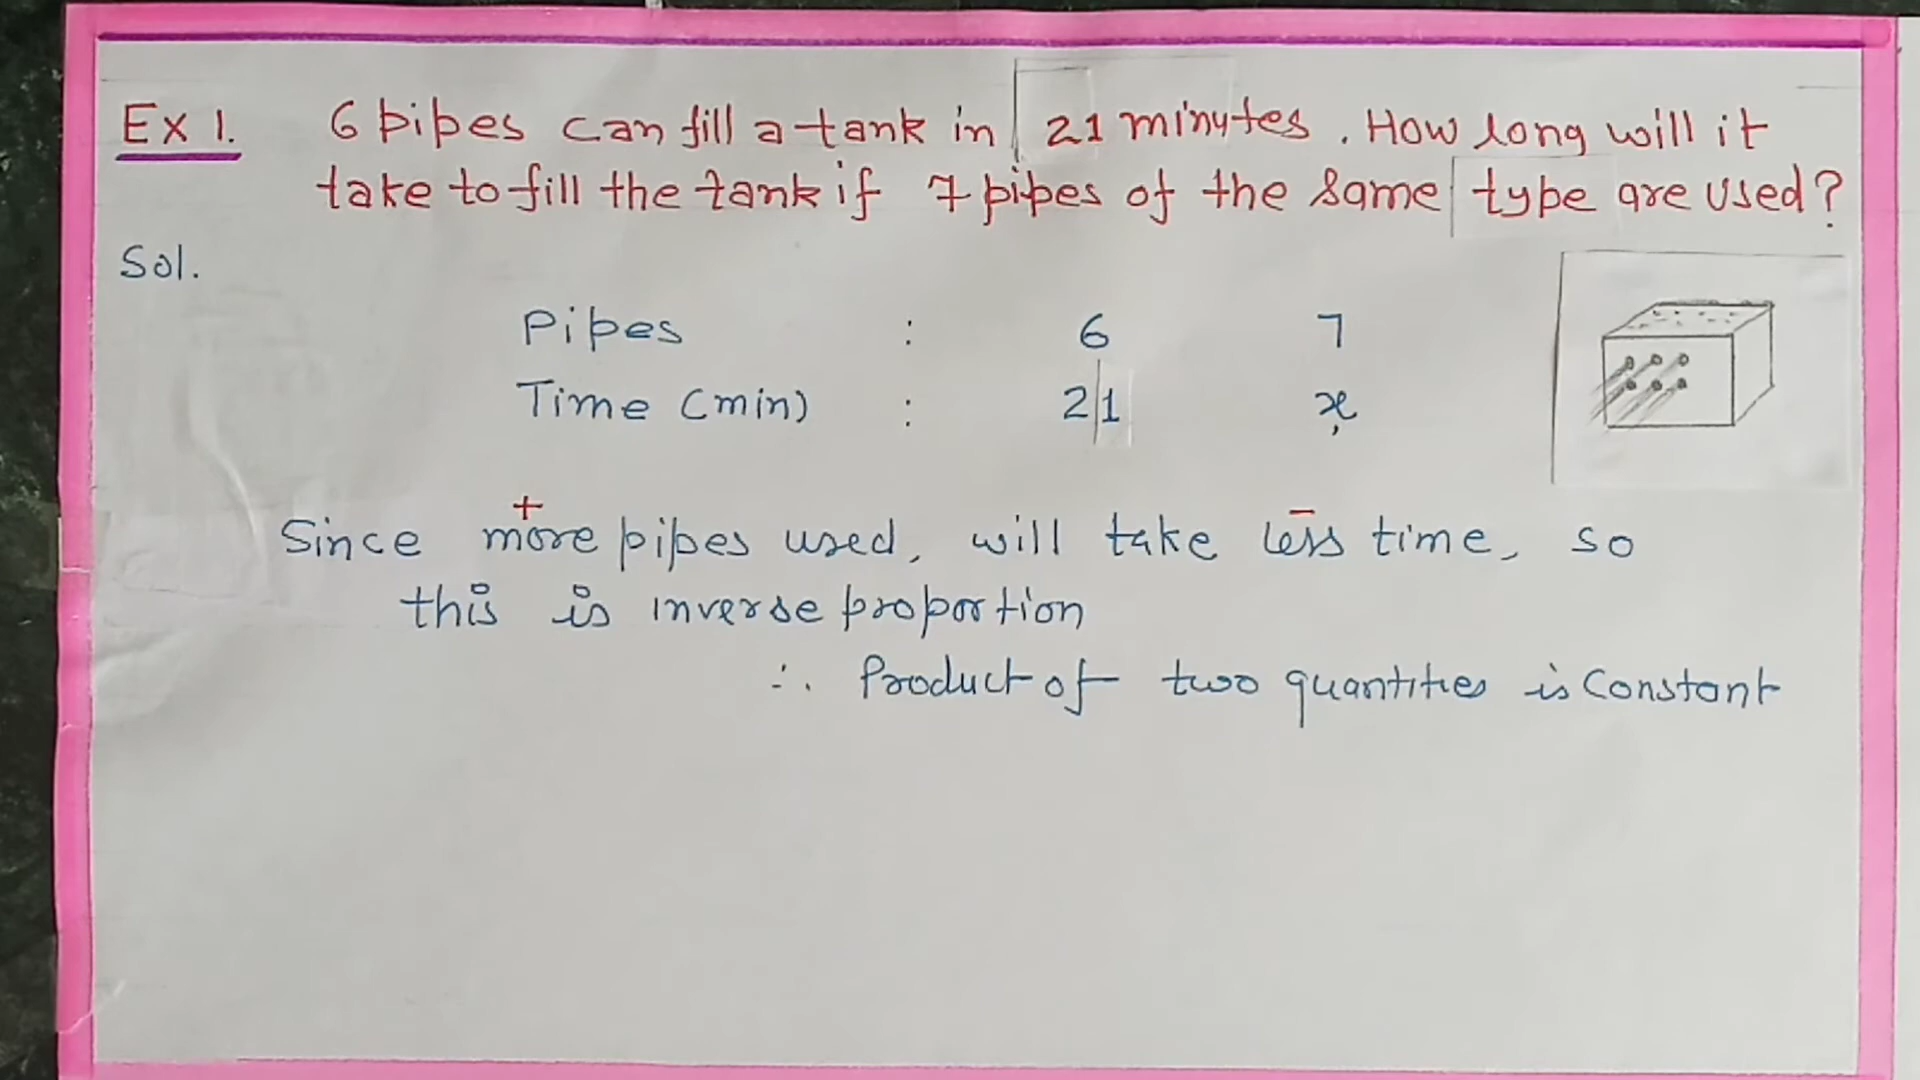 Ex 1. 6 pipes can fill a tank in 21 minutes. How long will it
take to fill the tank if 7 pipes of the same type are used?
Sol.
Pipes : 6 7
Time (min) : 21 x
+ -
Since more pipes used, will take less time, so
this is inverse proportion
∴ Product of two quantities is Constant